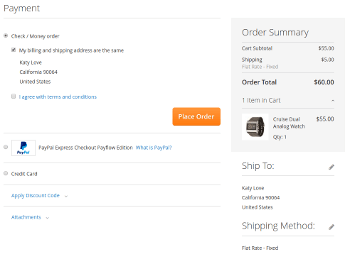 Payment
Check / Money order
My billing and shipping address are the same
Katy Love
California 90064
United States
I agree with terms and conditions
Place Order
PayPal
PayPal Express Checkout Payflow Edition What is PayPal?
Credit Card
Apply Discount Code
Attachments
Order Summary
Cart Subtotal $55.00
Shipping $5.00
Flat Rate - Fixed
Order Total $60.00
1 Item in Cart
Cruise Dual Analog Watch $55.00
Qty: 1
Ship To:
Katy Love
California 90064
United States
Shipping Method:
Flat Rate - Fixed